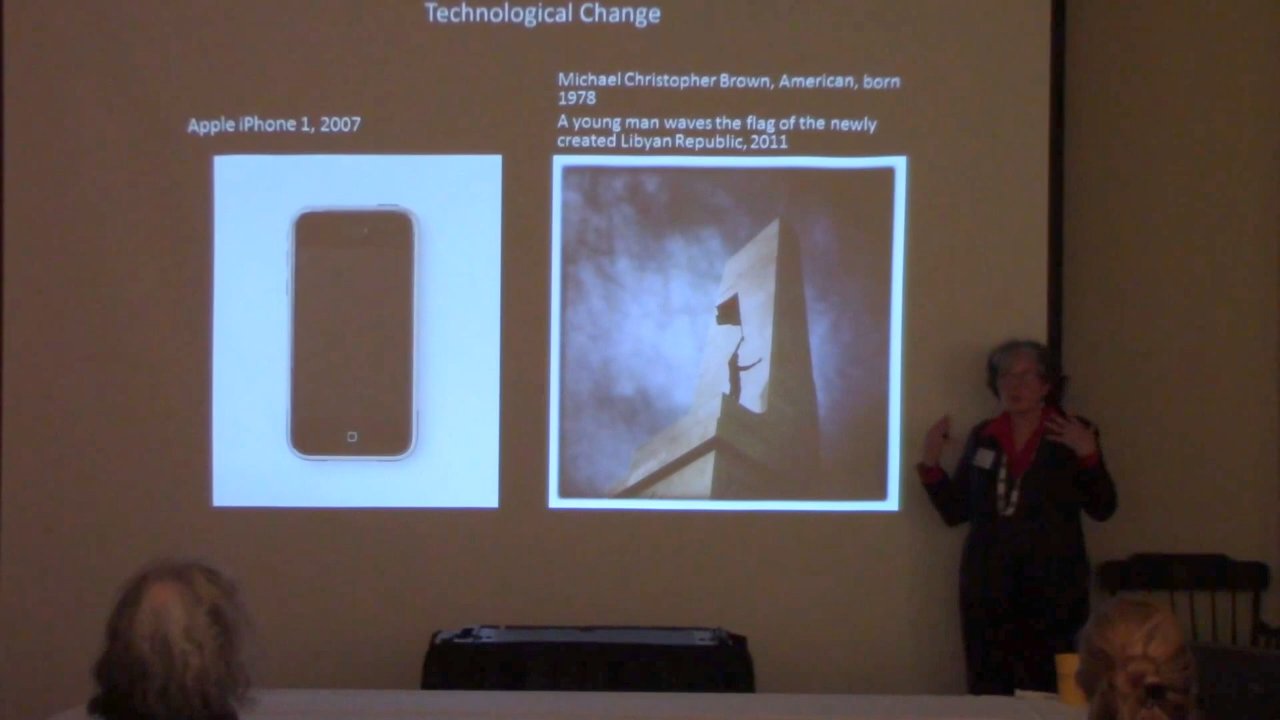 Technological Change
Apple iPhone 1, 2007
Michael Christopher Brown, American, born
1978
A young man waves the flag of the newly
created Libyan Republic, 2011